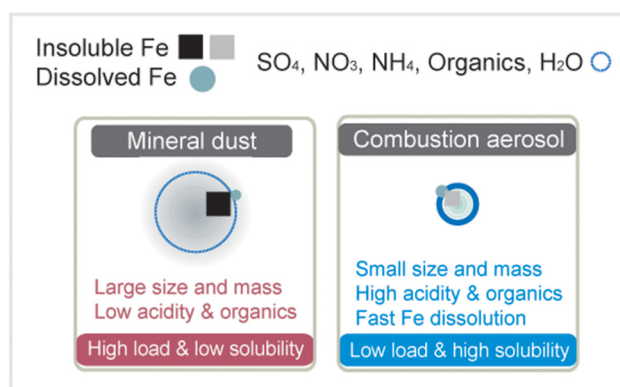 Insoluble Fe
Dissolved Fe
SO₄, NO₃, NH₄, Organics, H₂O
Mineral dust
Large size and mass
Low acidity & organics
High load & low solubility
Combustion aerosol
Small size and mass
High acidity & organics
Fast Fe dissolution
Low load & high solubility